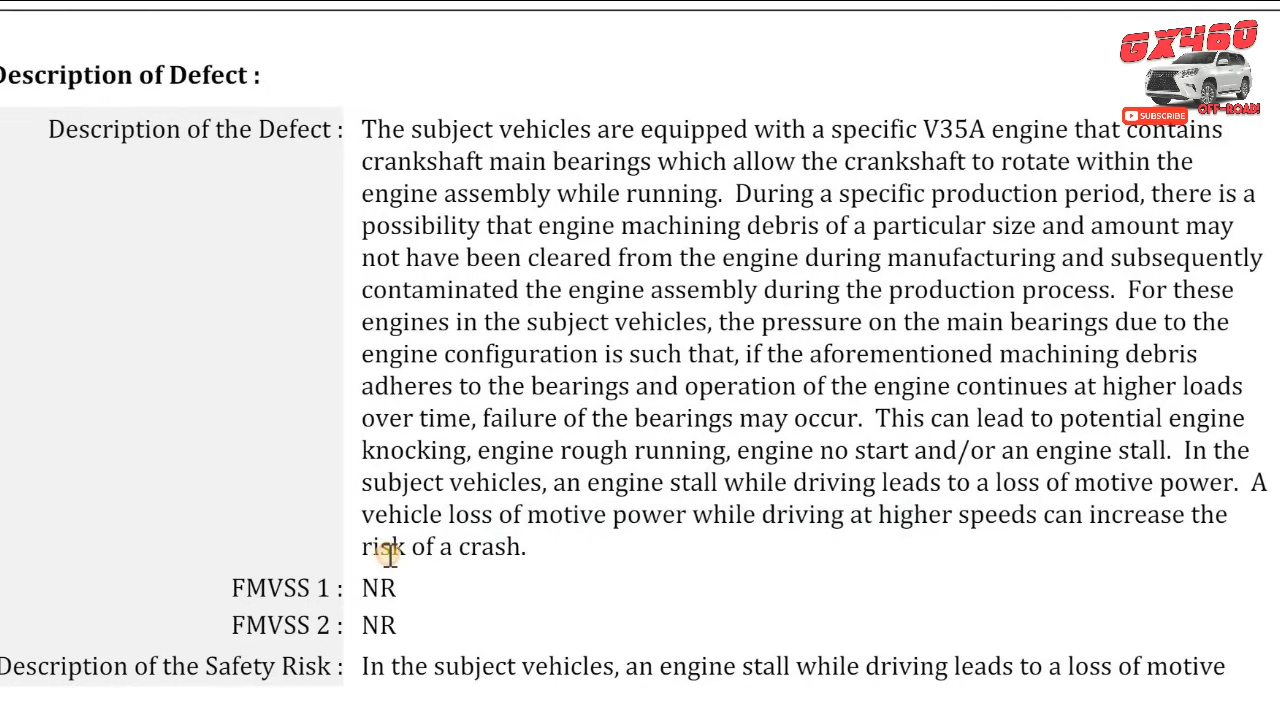 GX460
OFF-ROAD!
SUBSCRIBE
Description of Defect :
Description of the Defect : The subject vehicles are equipped with a specific V35A engine that contains
crankshaft main bearings which allow the crankshaft to rotate within the
engine assembly while running. During a specific production period, there is a
possibility that engine machining debris of a particular size and amount may
not have been cleared from the engine during manufacturing and subsequently
contaminated the engine assembly during the production process. For these
engines in the subject vehicles, the pressure on the main bearings due to the
engine configuration is such that, if the aforementioned machining debris
adheres to the bearings and operation of the engine continues at higher loads
over time, failure of the bearings may occur. This can lead to potential engine
knocking, engine rough running, engine no start and/or an engine stall. In the
subject vehicles, an engine stall while driving leads to a loss of motive power. A
vehicle loss of motive power while driving at higher speeds can increase the
risk of a crash.
FMVSS 1 : NR
FMVSS 2 : NR
Description of the Safety Risk : In the subject vehicles, an engine stall while driving leads to a loss of motive